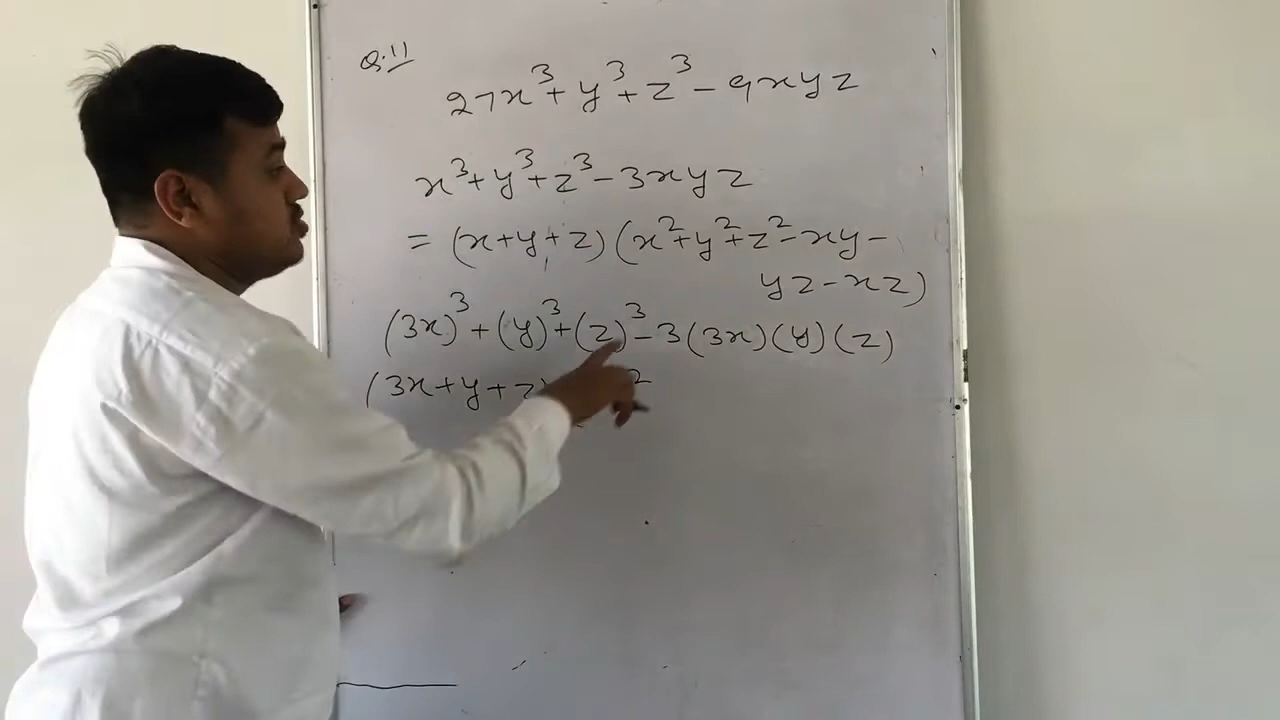 Q.11
27x³ + y³ + z³ - 9xyz
x³ + y³ + z³ - 3xyz
= (x+y+z)(x² + y² + z² - xy -
yz - xz)
(3x)³ + (y)³ + (z)³ - 3(3x)(y)(z)
(3x+y+z) 2